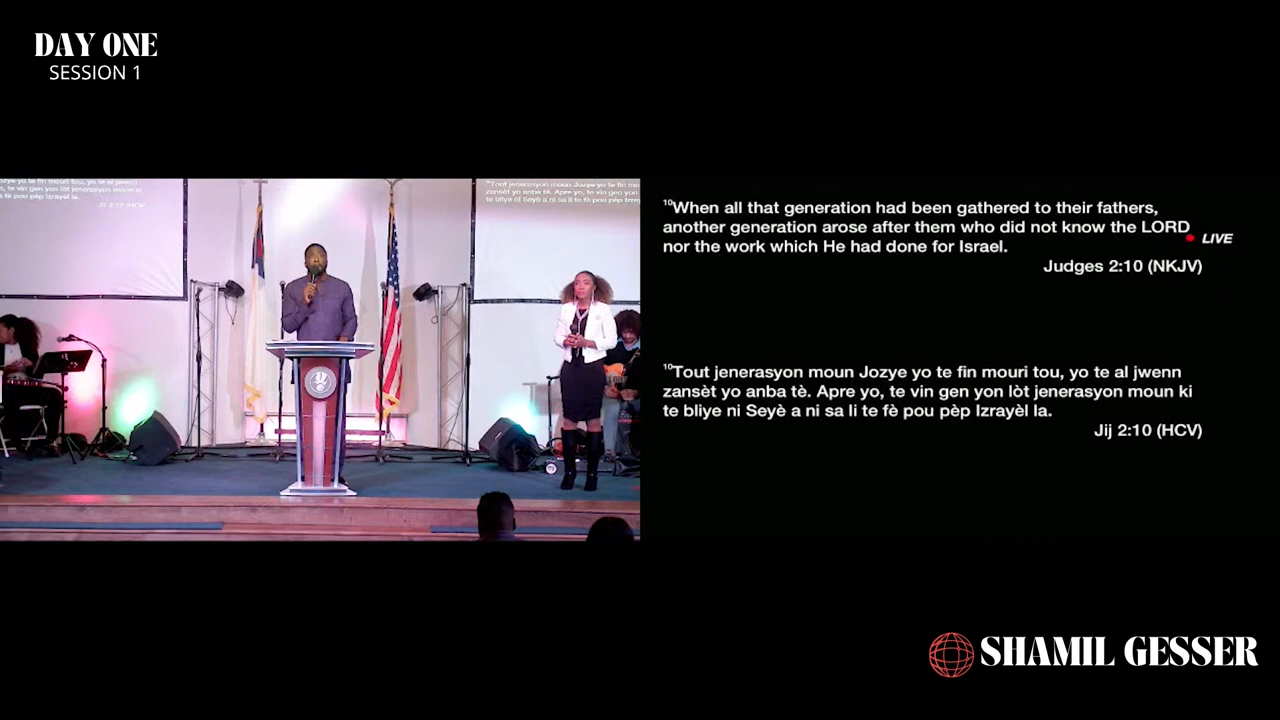 DAY ONE
SESSION 1
¹⁰When all that generation had been gathered to their fathers,
another generation arose after them who did not know the LORD
nor the work which He had done for Israel.
LIVE
Judges 2:10 (NKJV)
¹⁰Tout jenerasyon moun Jozye yo te fin mouri tou, yo te al jwenn
zansèt yo anba tè. Apre yo, te vin gen yon lòt jenerasyon moun ki
te bliye ni Seyè a ni sa li te fè pou pèp Izrayèl la.
Jij 2:10 (HCV)
SHAMIL GESSER